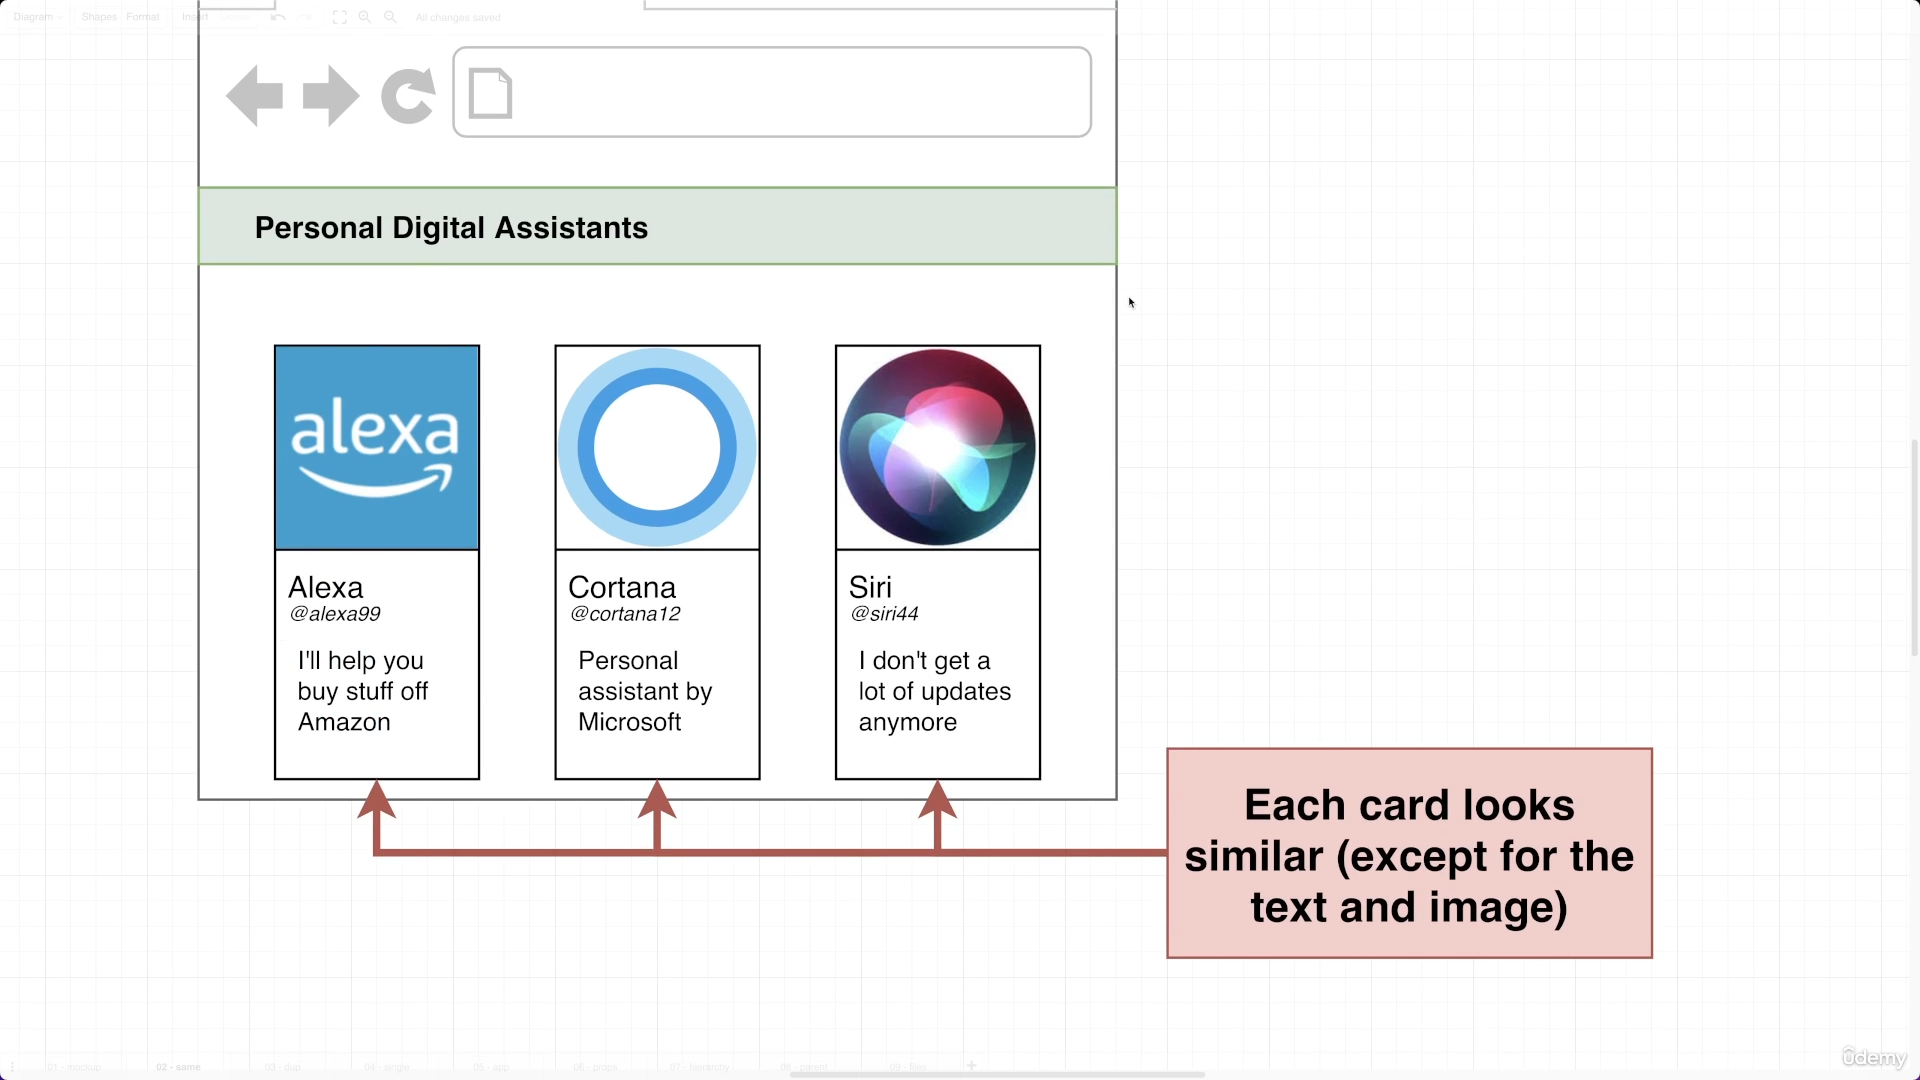 Diagram
Shapes
Format
Insert
Delete
All changes saved
Personal Digital Assistants
alexa
Alexa
@alexa99
I'll help you
buy stuff off
Amazon
Cortana
@cortana12
Personal
assistant by
Microsoft
Siri
@siri44
I don't get a
lot of updates
anymore
Each card looks
similar (except for the
text and image)
01 - mockup
02 - same
03 - dup
04 - single
05 - app
06 - props
07 - hierarchy
08 - parent
09 - files
udemy